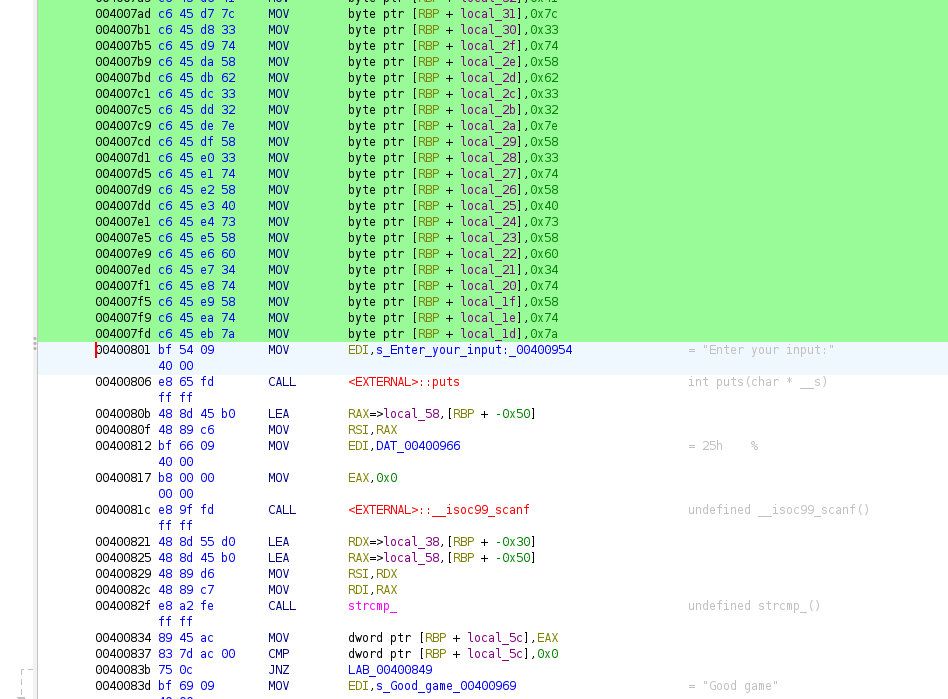 004007ad c6 45 d7 7c MOV byte ptr [RBP + local_31],0x7c
004007b1 c6 45 d8 33 MOV byte ptr [RBP + local_30],0x33
004007b5 c6 45 d9 74 MOV byte ptr [RBP + local_2f],0x74
004007b9 c6 45 da 58 MOV byte ptr [RBP + local_2e],0x58
004007bd c6 45 db 62 MOV byte ptr [RBP + local_2d],0x62
004007c1 c6 45 dc 33 MOV byte ptr [RBP + local_2c],0x33
004007c5 c6 45 dd 32 MOV byte ptr [RBP + local_2b],0x32
004007c9 c6 45 de 7e MOV byte ptr [RBP + local_2a],0x7e
004007cd c6 45 df 58 MOV byte ptr [RBP + local_29],0x58
004007d1 c6 45 e0 33 MOV byte ptr [RBP + local_28],0x33
004007d5 c6 45 e1 74 MOV byte ptr [RBP + local_27],0x74
004007d9 c6 45 e2 58 MOV byte ptr [RBP + local_26],0x58
004007dd c6 45 e3 40 MOV byte ptr [RBP + local_25],0x40
004007e1 c6 45 e4 73 MOV byte ptr [RBP + local_24],0x73
004007e5 c6 45 e5 58 MOV byte ptr [RBP + local_23],0x58
004007e9 c6 45 e6 60 MOV byte ptr [RBP + local_22],0x60
004007ed c6 45 e7 34 MOV byte ptr [RBP + local_21],0x34
004007f1 c6 45 e8 74 MOV byte ptr [RBP + local_20],0x74
004007f5 c6 45 e9 58 MOV byte ptr [RBP + local_1f],0x58
004007f9 c6 45 ea 74 MOV byte ptr [RBP + local_1e],0x74
004007fd c6 45 eb 7a MOV byte ptr [RBP + local_1d],0x7a
00400801 bf 54 09 MOV EDI,s_Enter_your_input:_00400954 = "Enter your input:"
40 00
00400806 e8 65 fd CALL <EXTERNAL>::puts int puts(char * __s)
ff ff
0040080b 48 8d 45 b0 LEA RAX=>local_58,[RBP + -0x50]
0040080f 48 89 c6 MOV RSI,RAX
00400812 bf 66 09 MOV EDI,DAT_00400966 = 25h %
40 00
00400817 b8 00 00 MOV EAX,0x0
00 00
0040081c e8 9f fd CALL <EXTERNAL>::__isoc99_scanf undefined __isoc99_scanf()
ff ff
00400821 48 8d 55 d0 LEA RDX=>local_38,[RBP + -0x30]
00400825 48 8d 45 b0 LEA RAX=>local_58,[RBP + -0x50]
00400829 48 89 d6 MOV RSI,RDX
0040082c 48 89 c7 MOV RDI,RAX
0040082f e8 a2 fe CALL strcmp_ undefined strcmp_()
ff ff
00400834 89 45 ac MOV dword ptr [RBP + local_5c],EAX
00400837 83 7d ac 00 CMP dword ptr [RBP + local_5c],0x0
0040083b 75 0c JNZ LAB_00400849
0040083d bf 69 09 MOV EDI,s_Good_game_00400969 = "Good game"